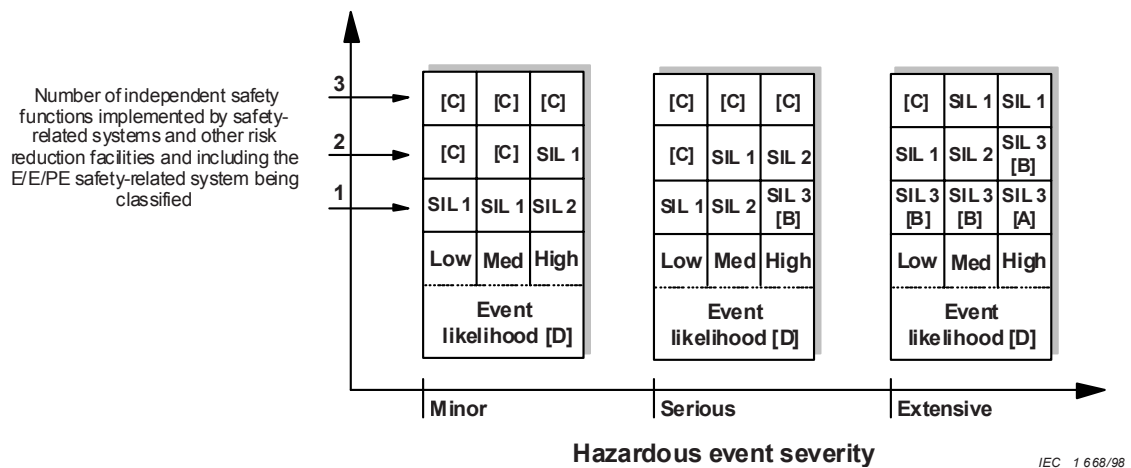 Number of independent safety
functions implemented by safety-
related systems and other risk
reduction facilities and including the
E/E/PE safety-related system being
classified
3
[C] [C] [C]
[C] [C] [C]
[C] SIL 1 SIL 1
2
[C] [C] SIL 1
[C] SIL 1 SIL 2
SIL 1 SIL 2 SIL 3
[B]
1
SIL 1 SIL 1 SIL 2
SIL 1 SIL 2 SIL 3
[B]
SIL 3 SIL 3 SIL 3
[B] [B] [A]
Low Med High
Low Med High
Low Med High
Event
likelihood [D]
Event
likelihood [D]
Event
likelihood [D]
Minor
Serious
Extensive
Hazardous event severity
IEC 1 668/98